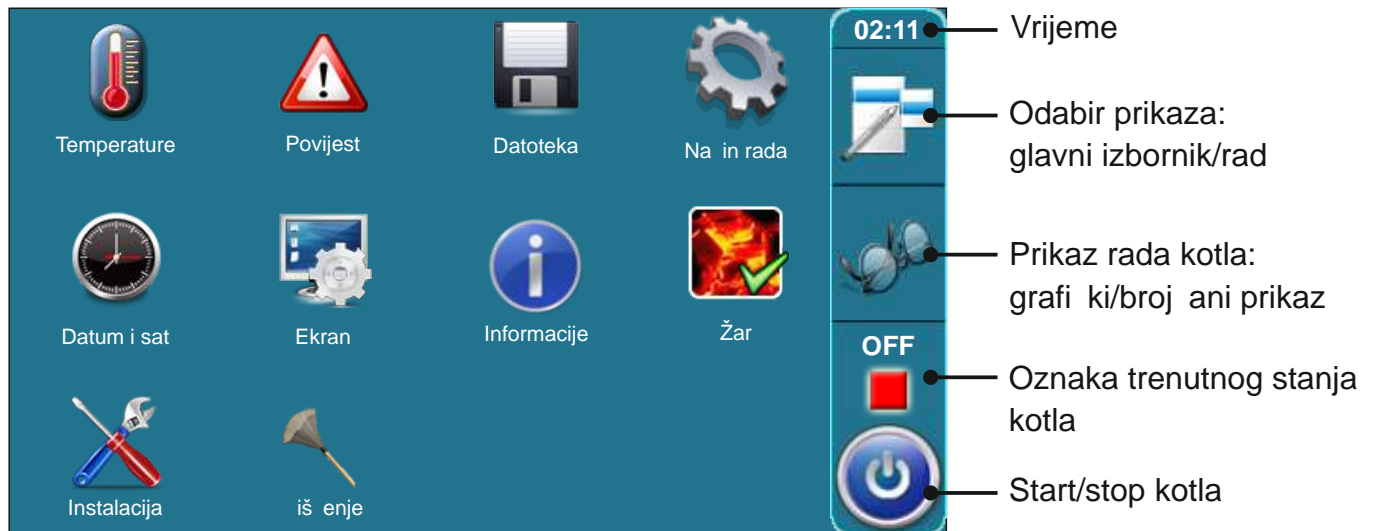 Temperature
Povijest
Datoteka
Na in rada
Datum i sat
Ekran
Informacije
Žar
Instalacija
iš enje
02:11
OFF
Vrijeme
Odabir prikaza:
glavni izbornik/rad
Prikaz rada kotla:
grafi ki/broj ani prikaz
Oznaka trenutnog stanja
kotla
Start/stop kotla